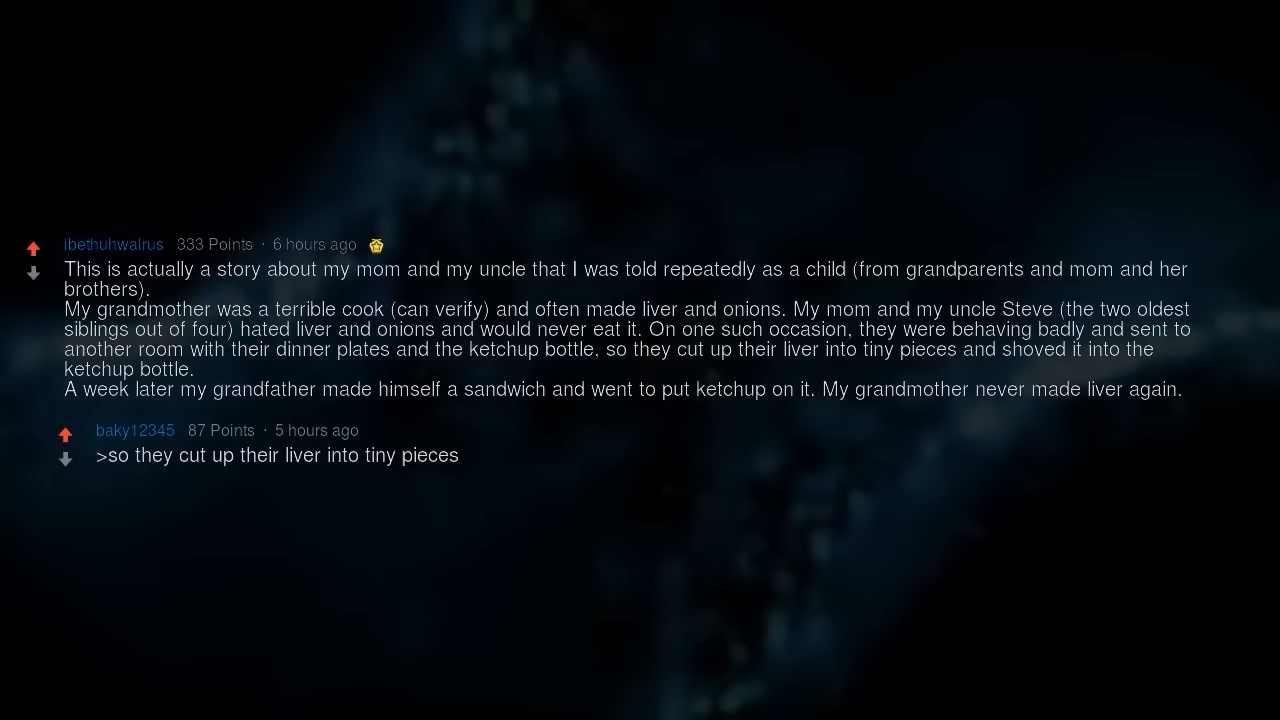 ibethuhwalrus 333 Points · 6 hours ago
This is actually a story about my mom and my uncle that I was told repeatedly as a child (from grandparents and mom and her
brothers).
My grandmother was a terrible cook (can verify) and often made liver and onions. My mom and my uncle Steve (the two oldest
siblings out of four) hated liver and onions and would never eat it. On one such occasion, they were behaving badly and sent to
another room with their dinner plates and the ketchup bottle, so they cut up their liver into tiny pieces and shoved it into the
ketchup bottle.
A week later my grandfather made himself a sandwich and went to put ketchup on it. My grandmother never made liver again.
baky12345 87 Points · 5 hours ago
>so they cut up their liver into tiny pieces